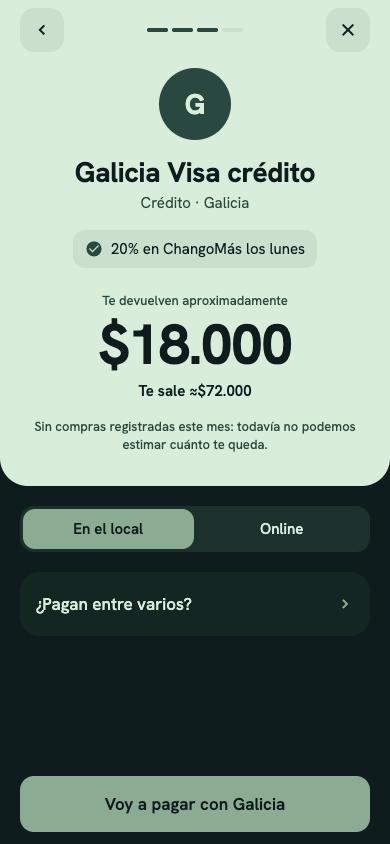 G
Galicia Visa crédito
Crédito · Galicia
20% en ChangoMás los lunes
Te devuelven aproximadamente
$18.000
Te sale ≈$72.000
Sin compras registradas este mes: todavía no podemos
estimar cuánto te queda.
En el local
Online
¿Pagan entre varios?
Voy a pagar con Galicia